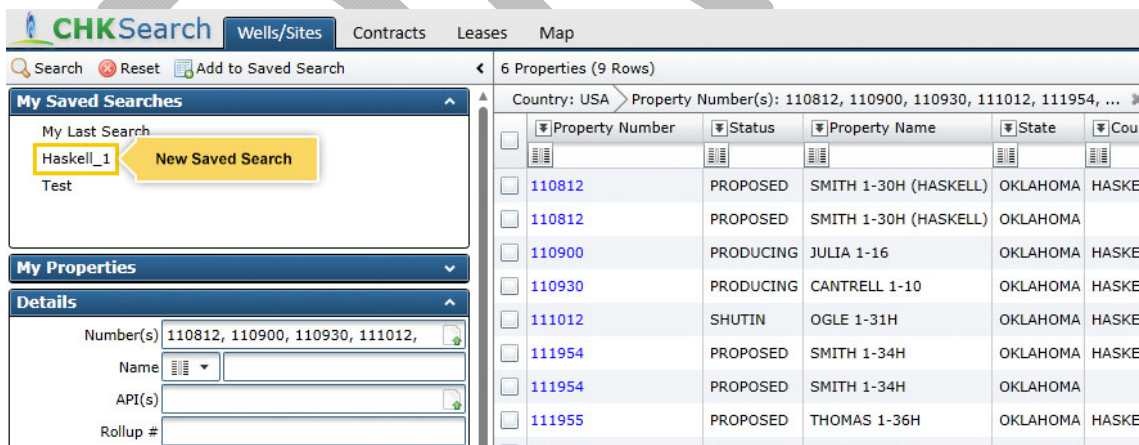 CHKSearch Wells/Sites Contracts Leases Map
Search Reset Add to Saved Search 6 Properties (9 Rows)
My Saved Searches
My Last Search
Haskell_1 New Saved Search
Test
My Properties
Details
Number(s) 110812, 110900, 110930, 111012,
Name
API(s)
Rollup #
Country: USA Property Number(s): 110812, 110900, 110930, 111012, 111954, ...
Property Number Status Property Name State Cou
110812 PROPOSED SMITH 1-30H (HASKELL) OKLAHOMA HASKE
110812 PROPOSED SMITH 1-30H (HASKELL) OKLAHOMA
110900 PRODUCING JULIA 1-16 OKLAHOMA HASKE
110930 PRODUCING CANTRELL 1-10 OKLAHOMA HASKE
111012 SHUTIN OGLE 1-31H OKLAHOMA HASKE
111954 PROPOSED SMITH 1-34H OKLAHOMA HASKE
111954 PROPOSED SMITH 1-34H OKLAHOMA
111955 PROPOSED THOMAS 1-36H OKLAHOMA HASKE